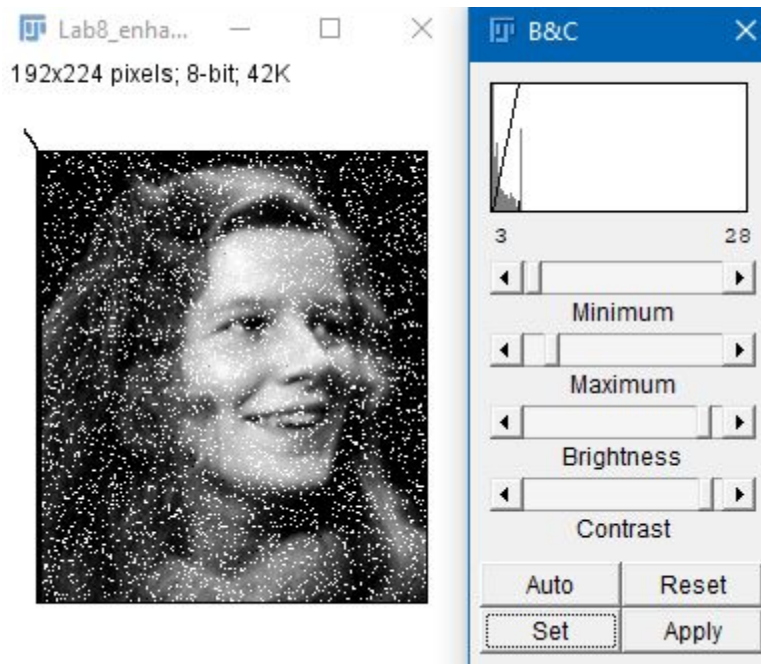 Lab8_enha...
192x224 pixels; 8-bit; 42K
B&C
3 28
Minimum
Maximum
Brightness
Contrast
Auto Reset
Set Apply